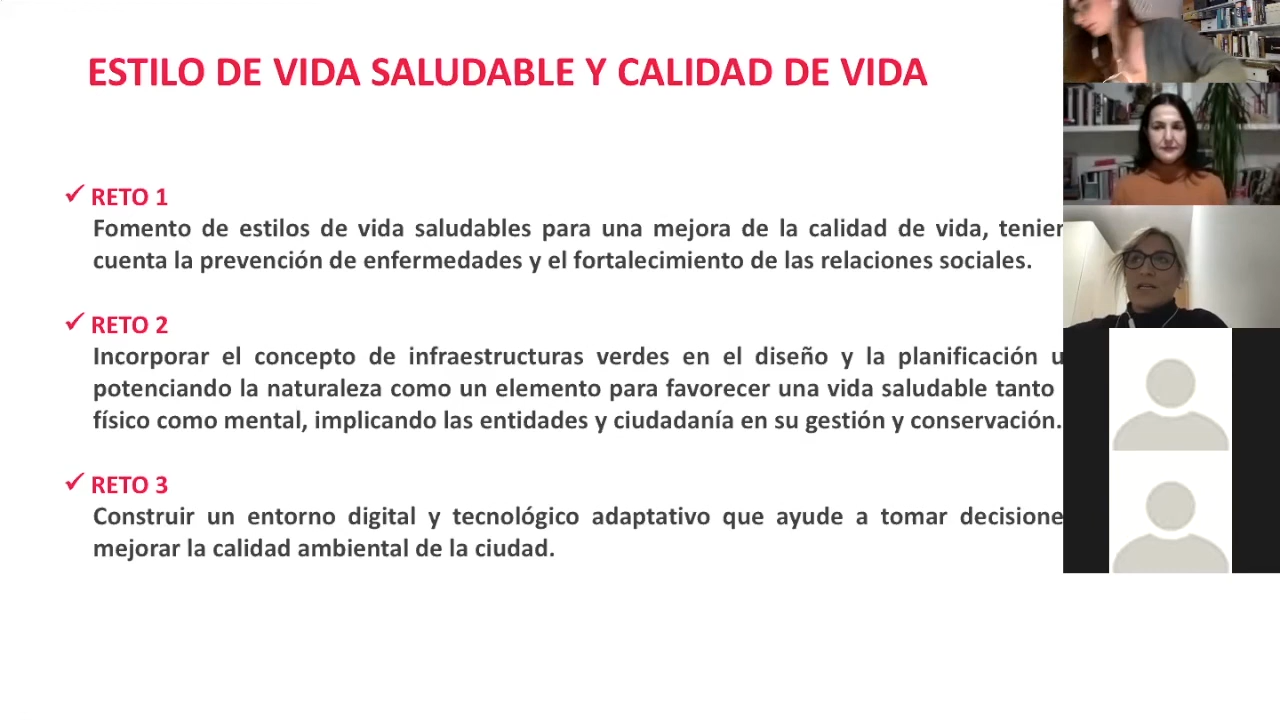 ESTILO DE VIDA SALUDABLE Y CALIDAD DE VIDA
RETO 1
Fomento de estilos de vida saludables para una mejora de la calidad de vida,
cuenta la prevención de enfermedades y el fortalecimiento de las relaciones sociales.
RETO 2
Incorporar el concepto de infraestructuras verdes en el diseño y la planificación
potenciando la naturaleza como un elemento para favorecer una vida saludable tanto
físico como mental, implicando las entidades y ciudadanía en su gestión y conservación.
RETO 3
Construir un entorno digital y tecnológico adaptativo que ayude a tomar
mejorar la calidad ambiental de la ciudad.